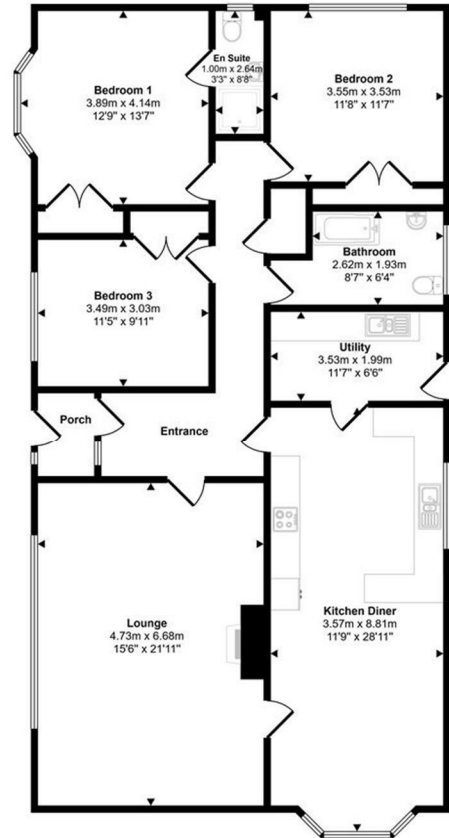 Bedroom 1
3.89m x 4.14m
12'9" x 13'7"
En Suite
1.00m x 2.64m
3'3" x 8'8"
Bedroom 2
3.55m x 3.53m
11'8" x 11'7"
Bathroom
2.62m x 1.93m
8'7" x 6'4"
Bedroom 3
3.49m x 3.03m
11'5" x 9'11"
Utility
3.53m x 1.99m
11'7" x 6'6"
Porch
Entrance
Lounge
4.73m x 6.68m
15'6" x 21'11"
Kitchen Diner
3.57m x 8.81m
11'9" x 28'11"